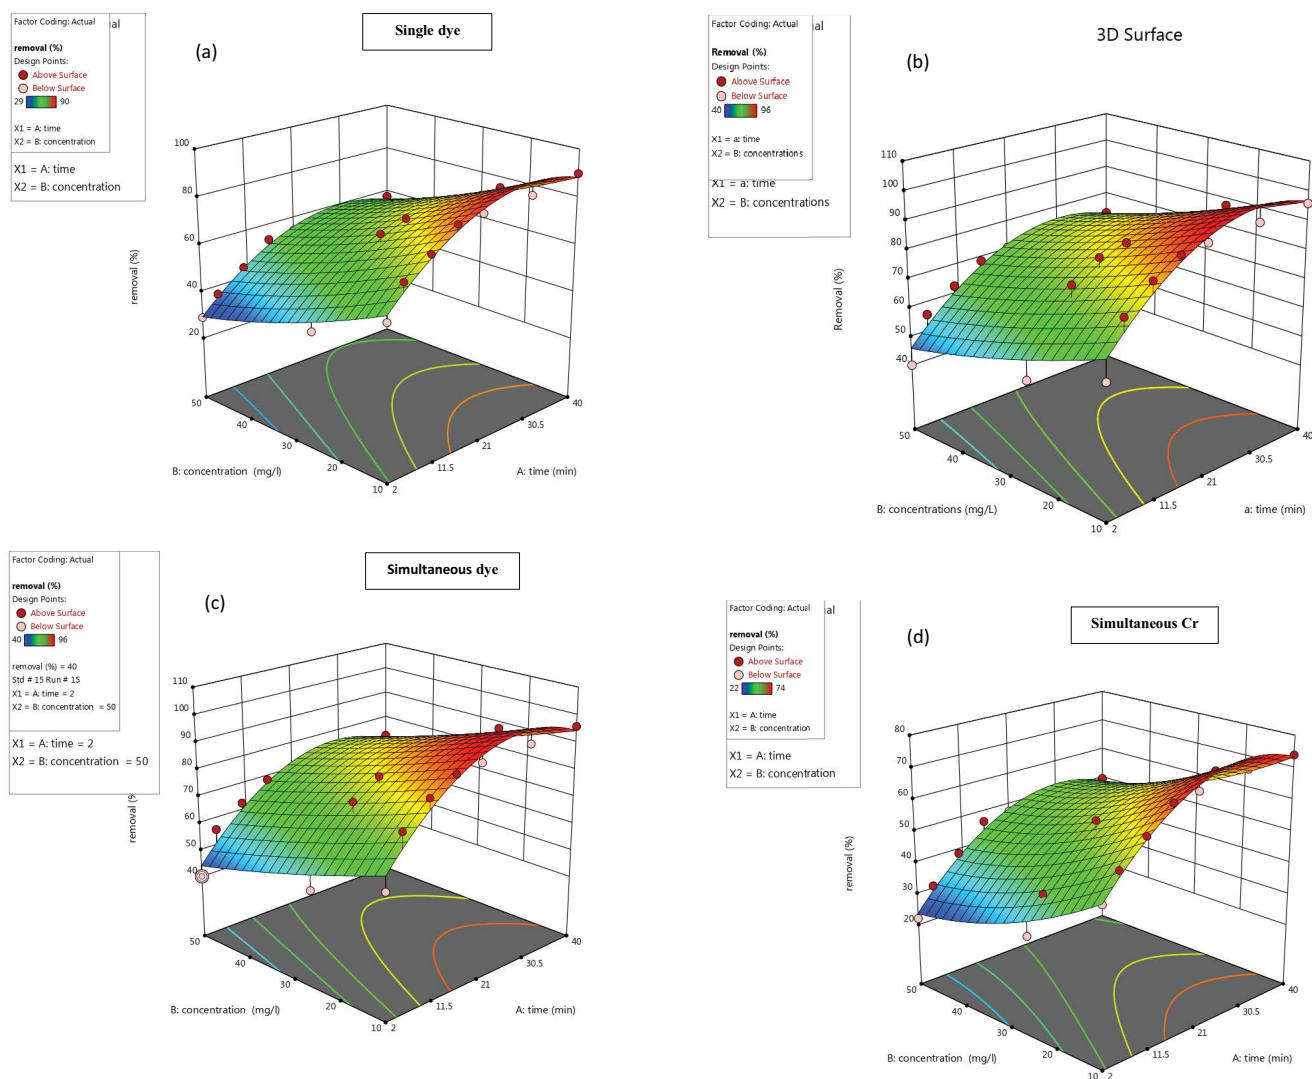 Factor Coding: Actual
ual
removal (%)
Design Points:
Above Surface
Below Surface
29 90
X1 = A: time
X2 = B: concentration
X1 = A: time
X2 = B: concentration
(a)
Single dye
100
80
60
40
20
removal (%)
50
40
30
20
10
2
11.5
21
30.5
40
B: concentration (mg/l)
A: time (min)
Factor Coding: Actual
ual
Removal (%)
Design Points:
Above Surface
Below Surface
40 96
X1 = a: time
X2 = B: concentrations
X1 = a: time
X2 = B: concentrations
(b)
3D Surface
110
100
90
80
70
60
50
40
Removal (%)
50
40
30
20
10
2
11.5
21
30.5
40
B: concentrations (mg/L)
a: time (min)
Factor Coding: Actual
removal (%)
Design Points:
Above Surface
Below Surface
40 96
removal (%) = 40
Std # 15 Run # 15
X1 = A: time = 2
X2 = B: concentration = 50
X1 = A: time = 2
X2 = B: concentration = 50
(c)
Simultaneous dye
110
100
90
80
70
60
50
40
removal (%
50
40
30
20
10
2
11.5
21
30.5
40
B: concentration (mg/l)
A: time (min)
Factor Coding: Actual
ual
removal (%)
Design Points:
Above Surface
Below Surface
22 74
X1 = A: time
X2 = B: concentration
X1 = A: time
X2 = B: concentration
(d)
Simultaneous Cr
80
70
60
50
40
30
20
removal (%)
50
40
30
20
10
2
11.5
21
30.5
40
B: concentration (mg/l)
A: time (min)